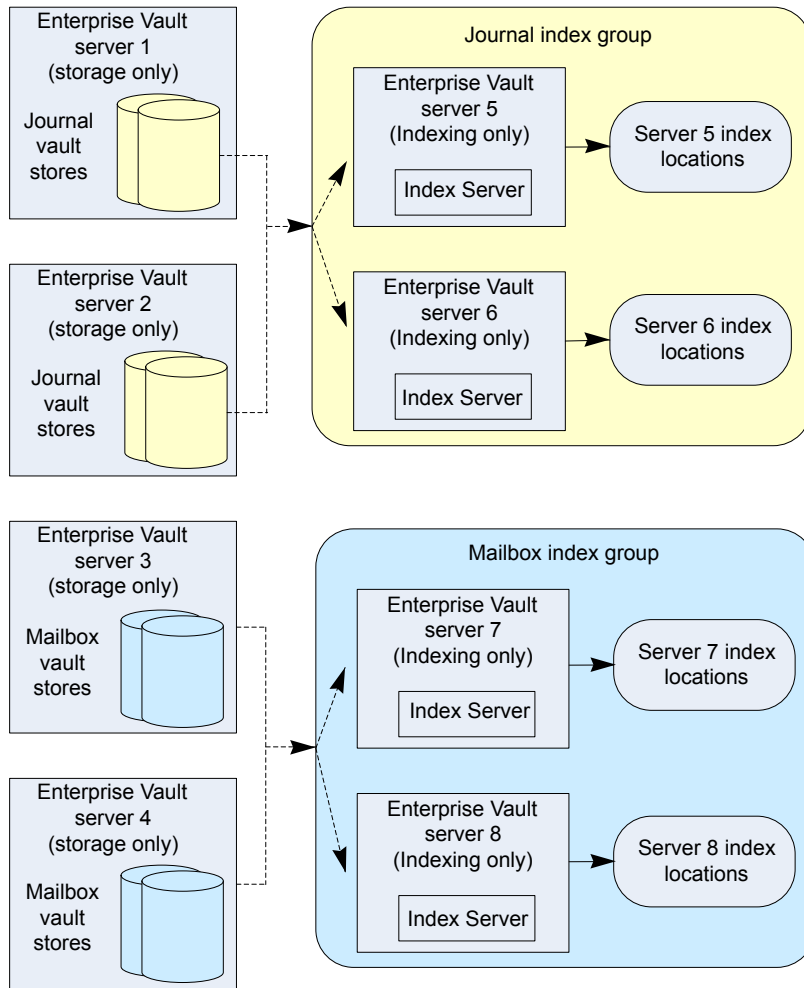 Enterprise Vault
server 1
(storage only)
Journal
vault
stores
Enterprise Vault
server 2
(storage only)
Journal
vault
stores
Journal index group
Enterprise Vault
server 5
(Indexing only)
Index Server
Server 5 index
locations
Enterprise Vault
server 6
(Indexing only)
Index Server
Server 6 index
locations
Enterprise Vault
server 3
(storage only)
Mailbox
vault
stores
Enterprise Vault
server 4
(storage only)
Mailbox
vault
stores
Mailbox index group
Enterprise Vault
server 7
(Indexing only)
Index Server
Server 7 index
locations
Enterprise Vault
server 8
(Indexing only)
Index Server
Server 8 index
locations